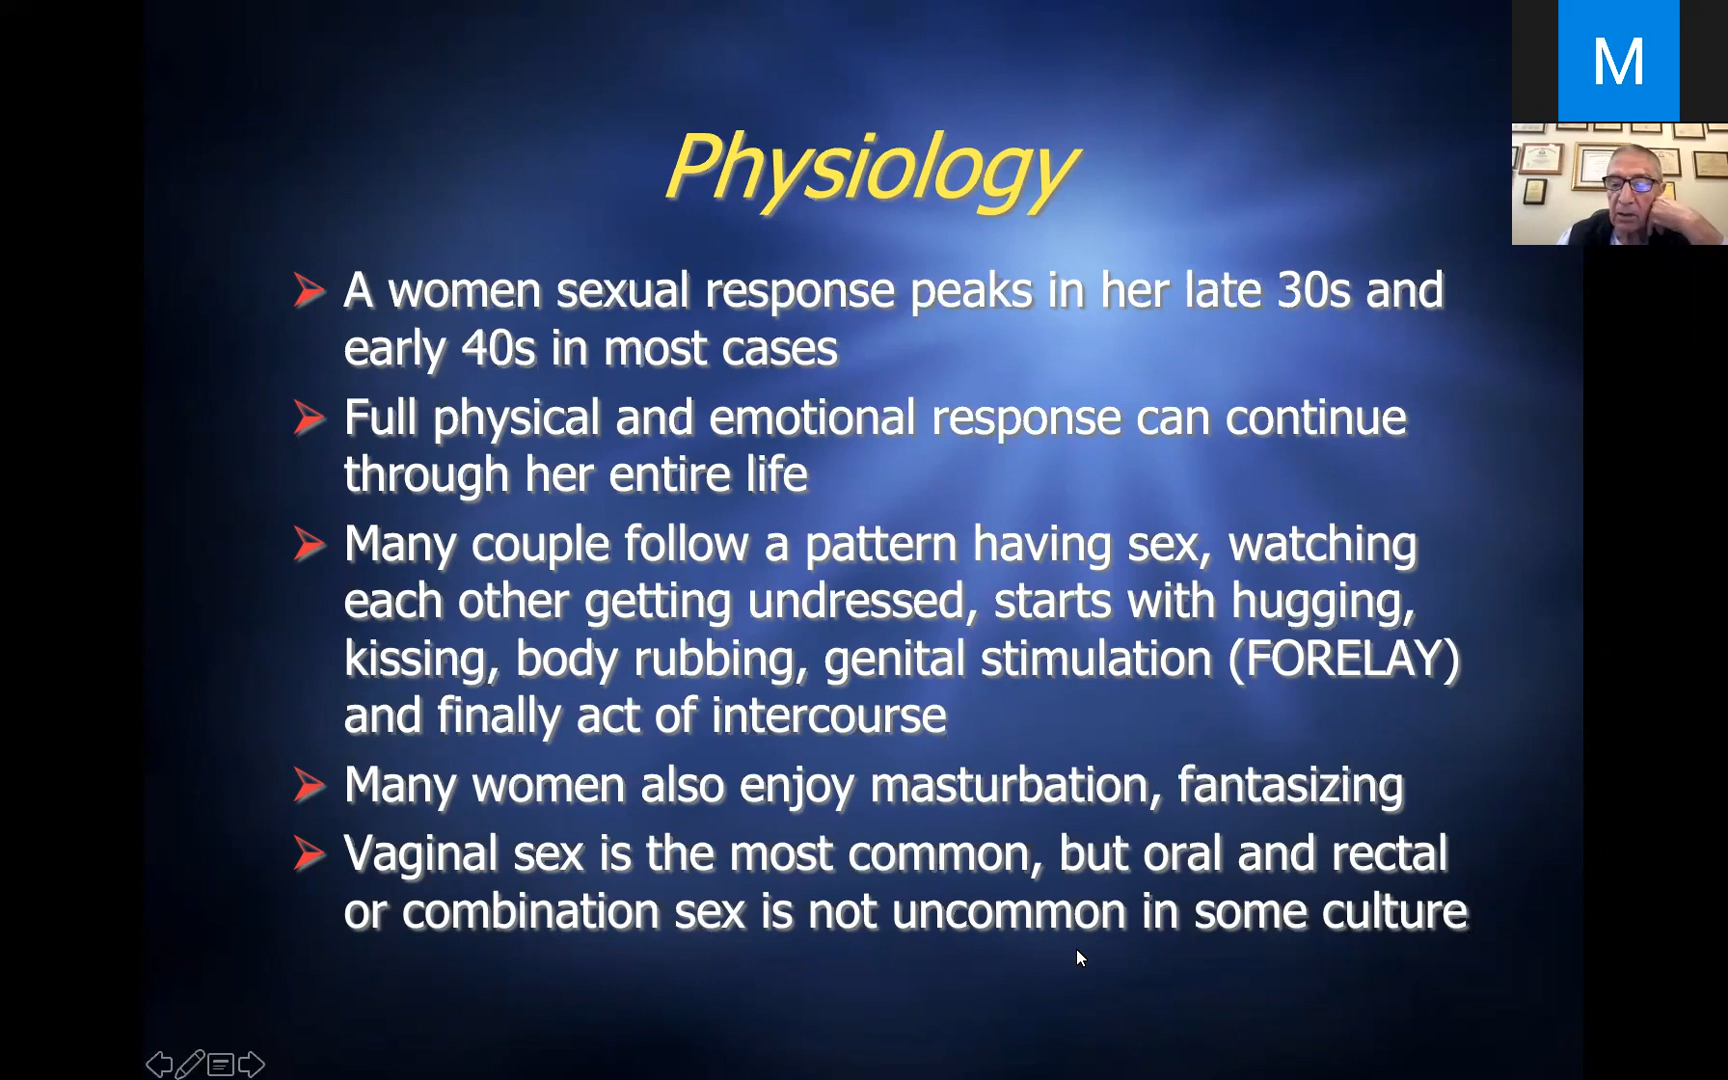 M
Physiology
A women sexual response peaks in her late 30s and
early 40s in most cases
Full physical and emotional response can continue
through her entire life
Many couple follow a pattern having sex, watching
each other getting undressed, starts with hugging,
kissing, body rubbing, genital stimulation (FORELAY)
and finally act of intercourse
Many women also enjoy masturbation, fantasizing
Vaginal sex is the most common, but oral and rectal
or combination sex is not uncommon in some culture